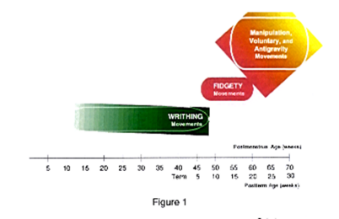 Manipulation,
Voluntary, and
Antigravity
Movements
FIDGETY
Movements
WRITHING
Movements
Postmenstrual Age (weeks)
5 10 15 20 25 30 35 40 45 50 55 60 65 70
Term 5 10 15 20 25 30
Postterm Age (weeks)
Figure 1